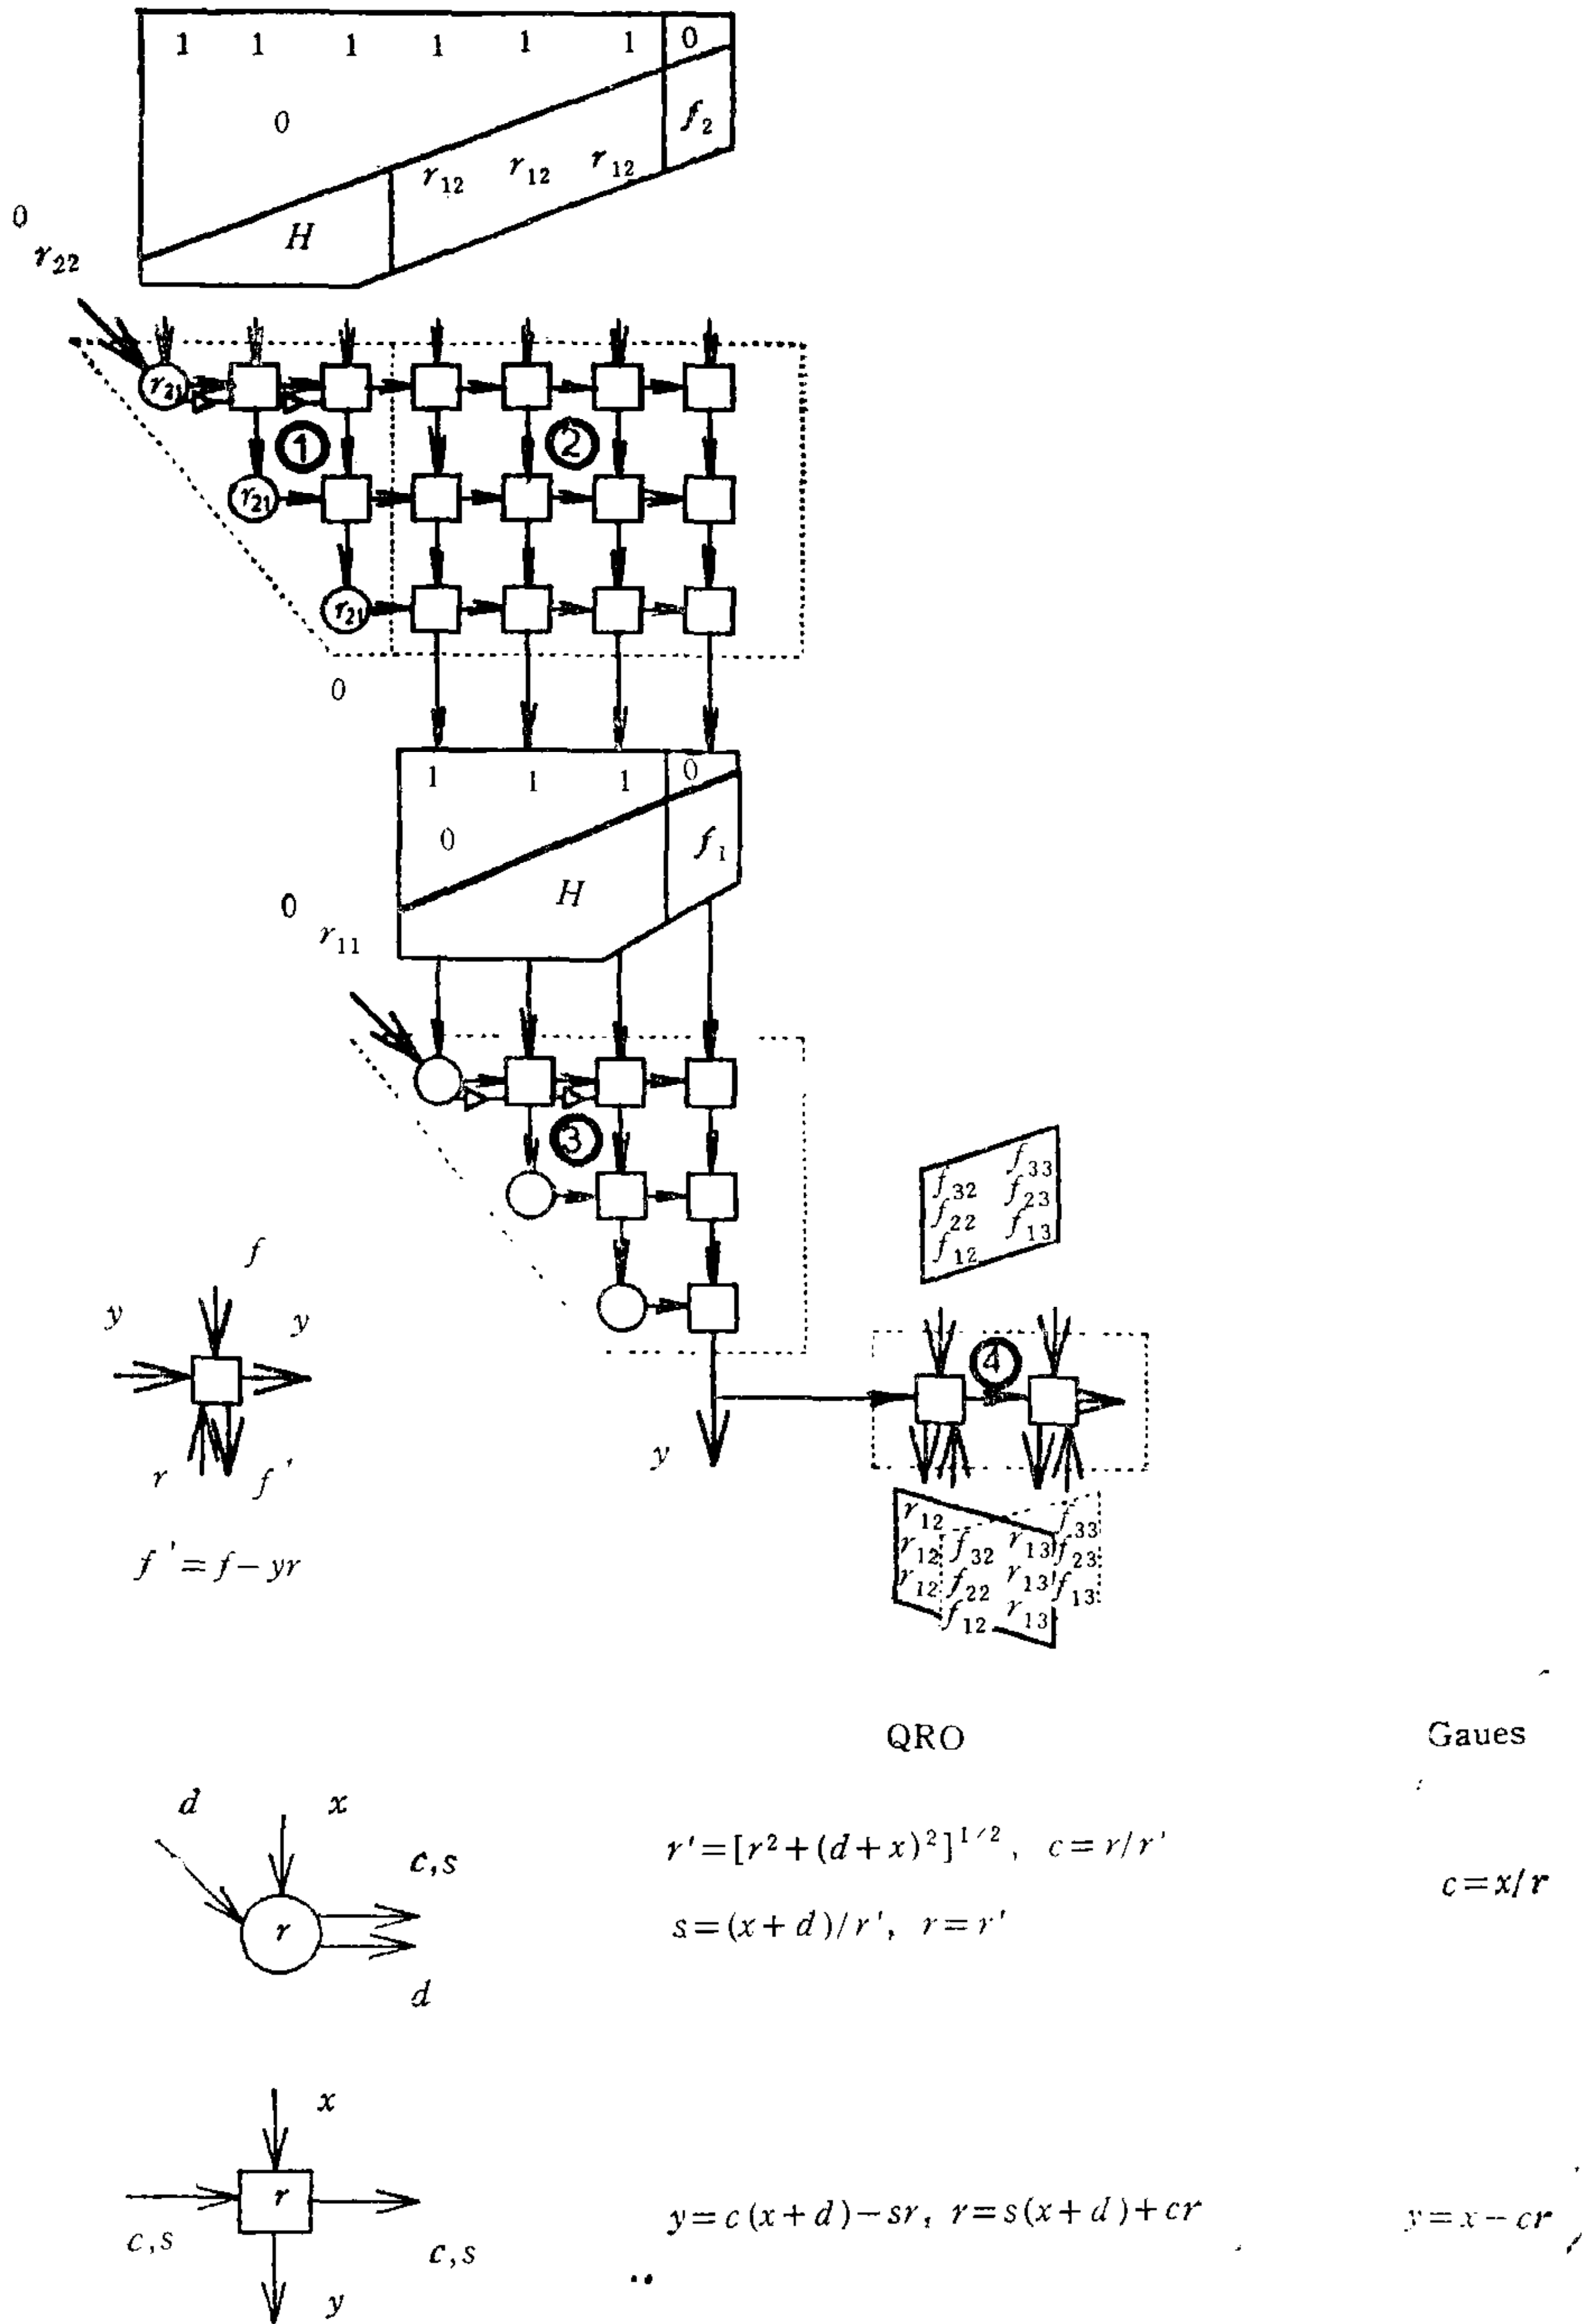 1 1 1 1 1 1 0
0
f₂
r₁₂ r₁₂ r₁₂
0
H
r₂₂
r₂₁
①
②
r₂₁
r₂₁
0
1 1 1 0
0
f₁
0
H
r₁₁
③
f₃₃
f₃₂ f₂₃
f₂₂ f₁₃
f₁₂
f
y y
④
r f'
y
r₁₂ f₃₃
r₁₂ f₃₂ r₁₃ f₂₃
r₁₂ f₂₂ r₁₃ f₁₃
f₁₂ r₁₃
f' = f − yr
QRO Gaues
d x
c,s
r' = [r² + (d + x)²]^1/2, c = r/r'
c = x/r
r
s = (x + d)/r', r = r'
d
x
r
y = c(x + d) − sr, r = s(x + d) + cr y = x − cr
c,s c,s
y